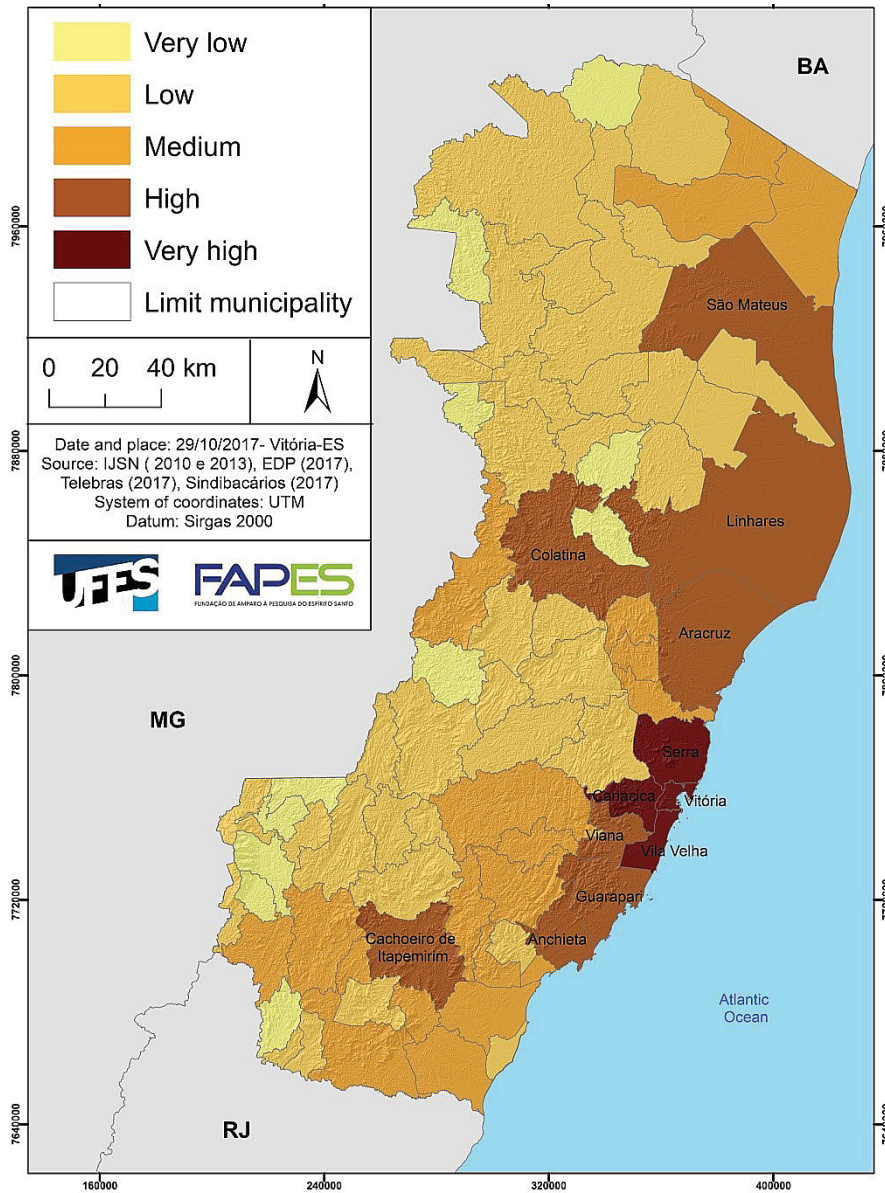 Very low
Low
Medium
High
Very high
Limit municipality
0 20 40 km
N
Date and place: 29/10/2017- Vitória-ES
Source: IJSN ( 2010 e 2013), EDP (2017),
Telebras (2017), Sindibacários (2017)
System of coordinates: UTM
Datum: Sirgas 2000
UFES
FAPES
FUNDAÇÃO DE AMPARO À PESQUISA DO ESPÍRITO SANTO
BA
São Mateus
Linhares
Colatina
Aracruz
MG
Serra
Cariacica
Vitória
Viana
Vila Velha
Guarapari
Cachoeiro de
Itapemirim
Anchieta
Atlantic
Ocean
RJ
7960000
7880000
7800000
7720000
7640000
160000 240000 320000 400000